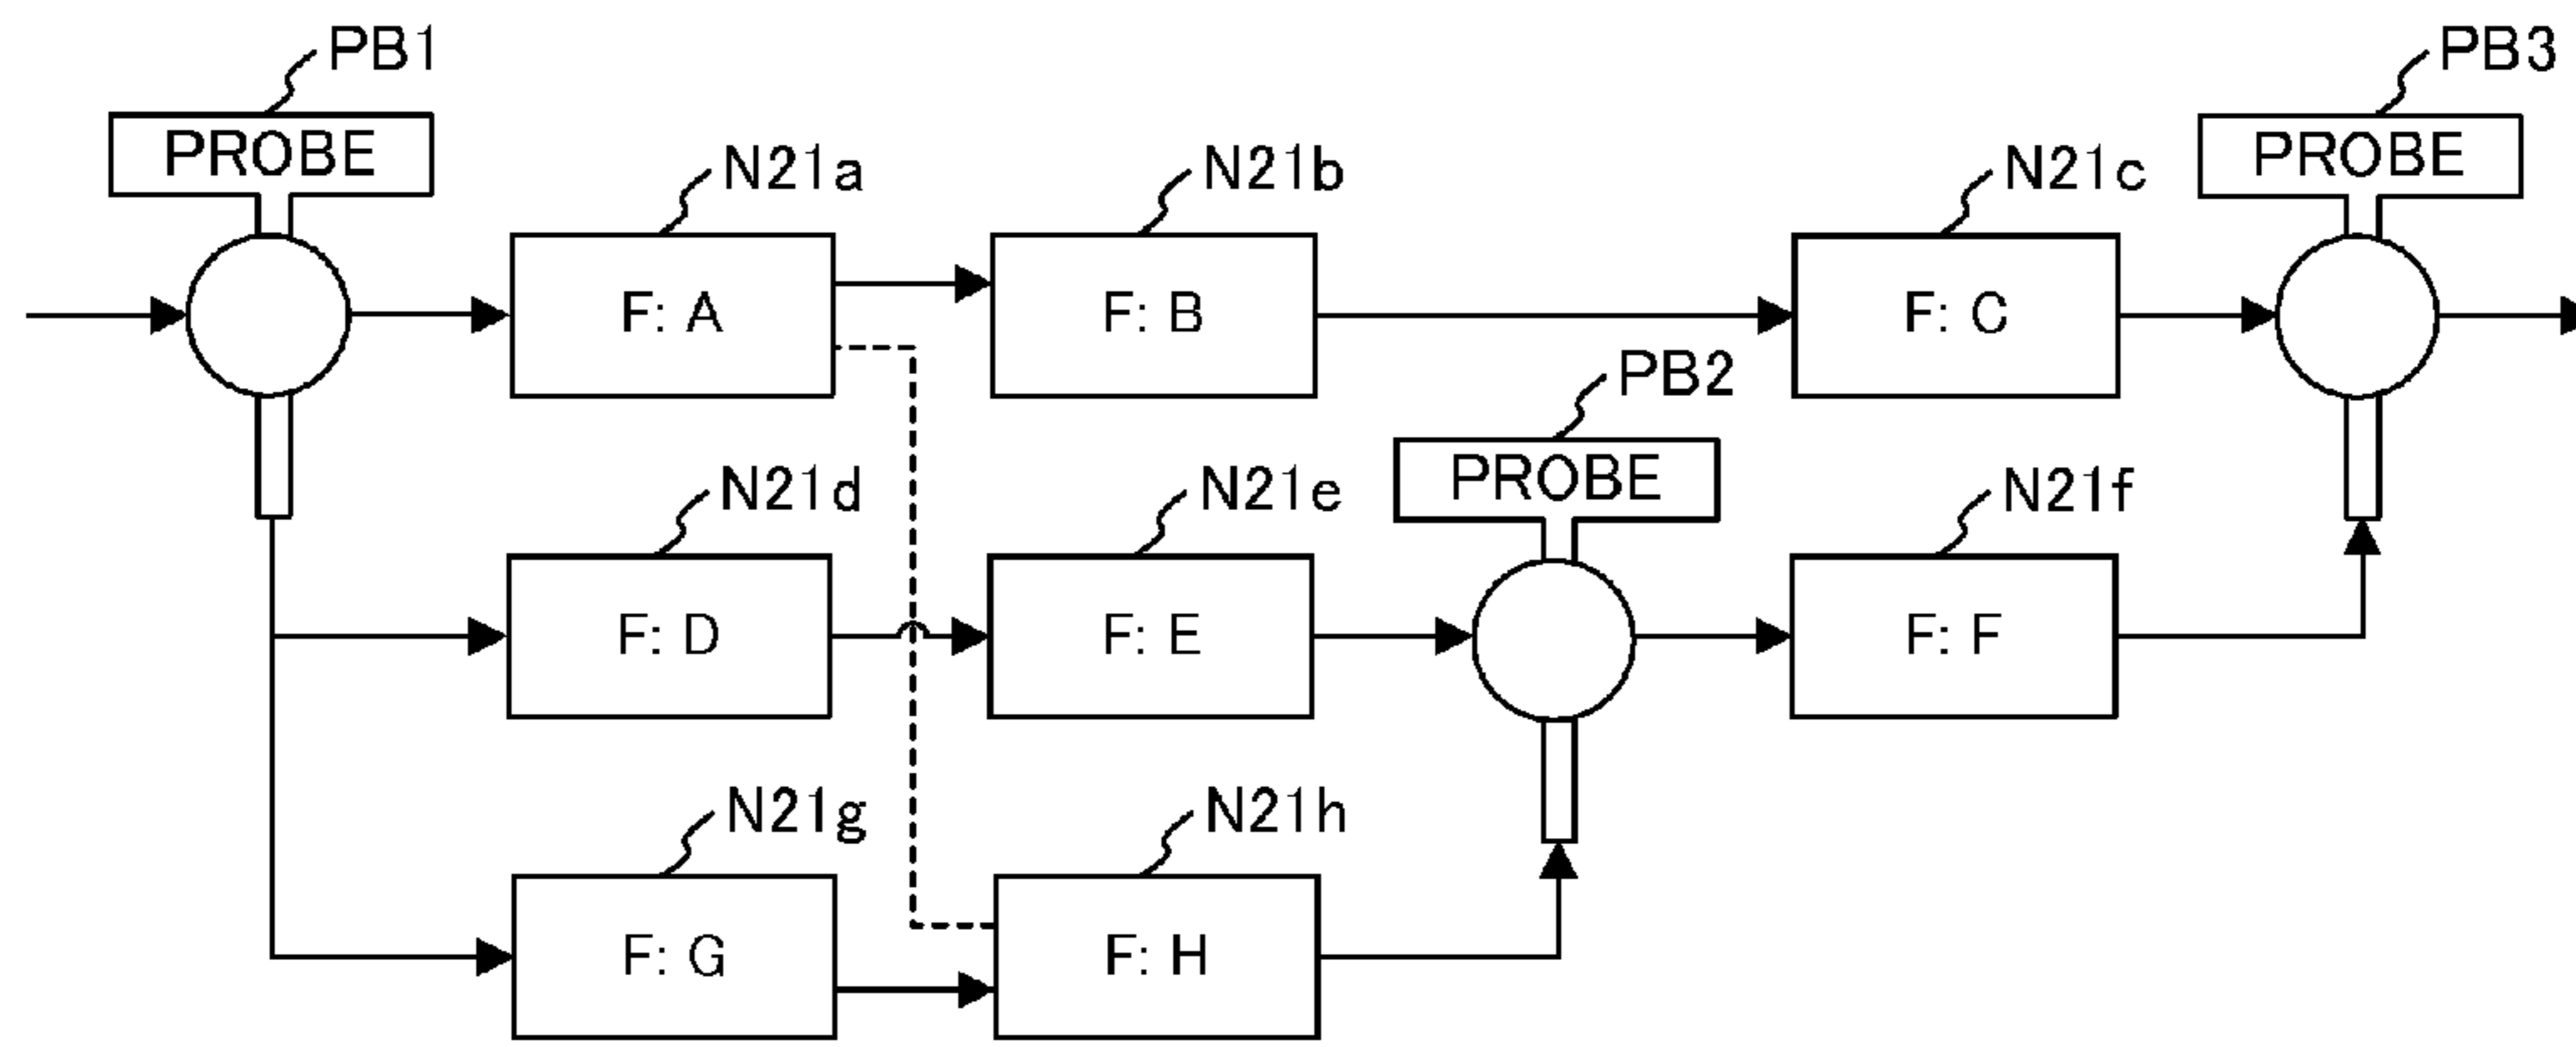 PB1
PB3
PROBE
N21a
N21b
N21c
PROBE
F: A
F: B
F: C
PB2
N21d
N21e
PROBE
N21f
F: D
F: E
F: F
N21g
N21h
F: G
F: H